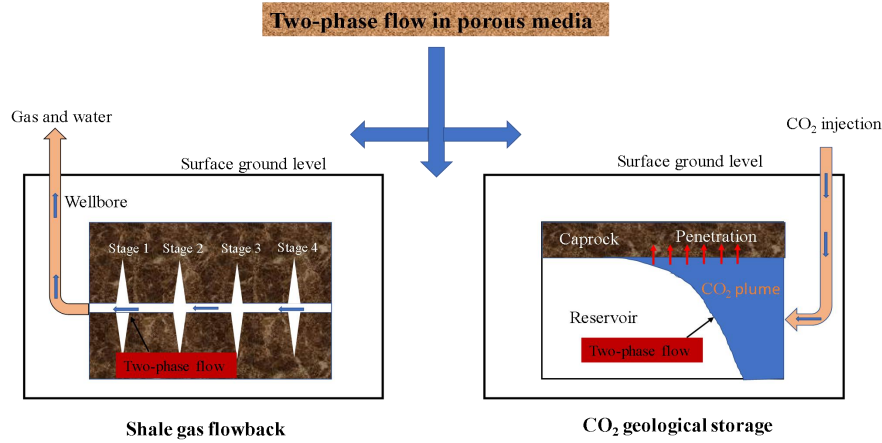 Two-phase flow in porous media
Gas and water
CO₂ injection
Surface ground level
Surface ground level
Wellbore
Stage 1 Stage 2 Stage 3 Stage 4
Two-phase flow
Caprock
Penetration
CO₂ plume
Reservoir
Two-phase flow
Shale gas flowback
CO₂ geological storage